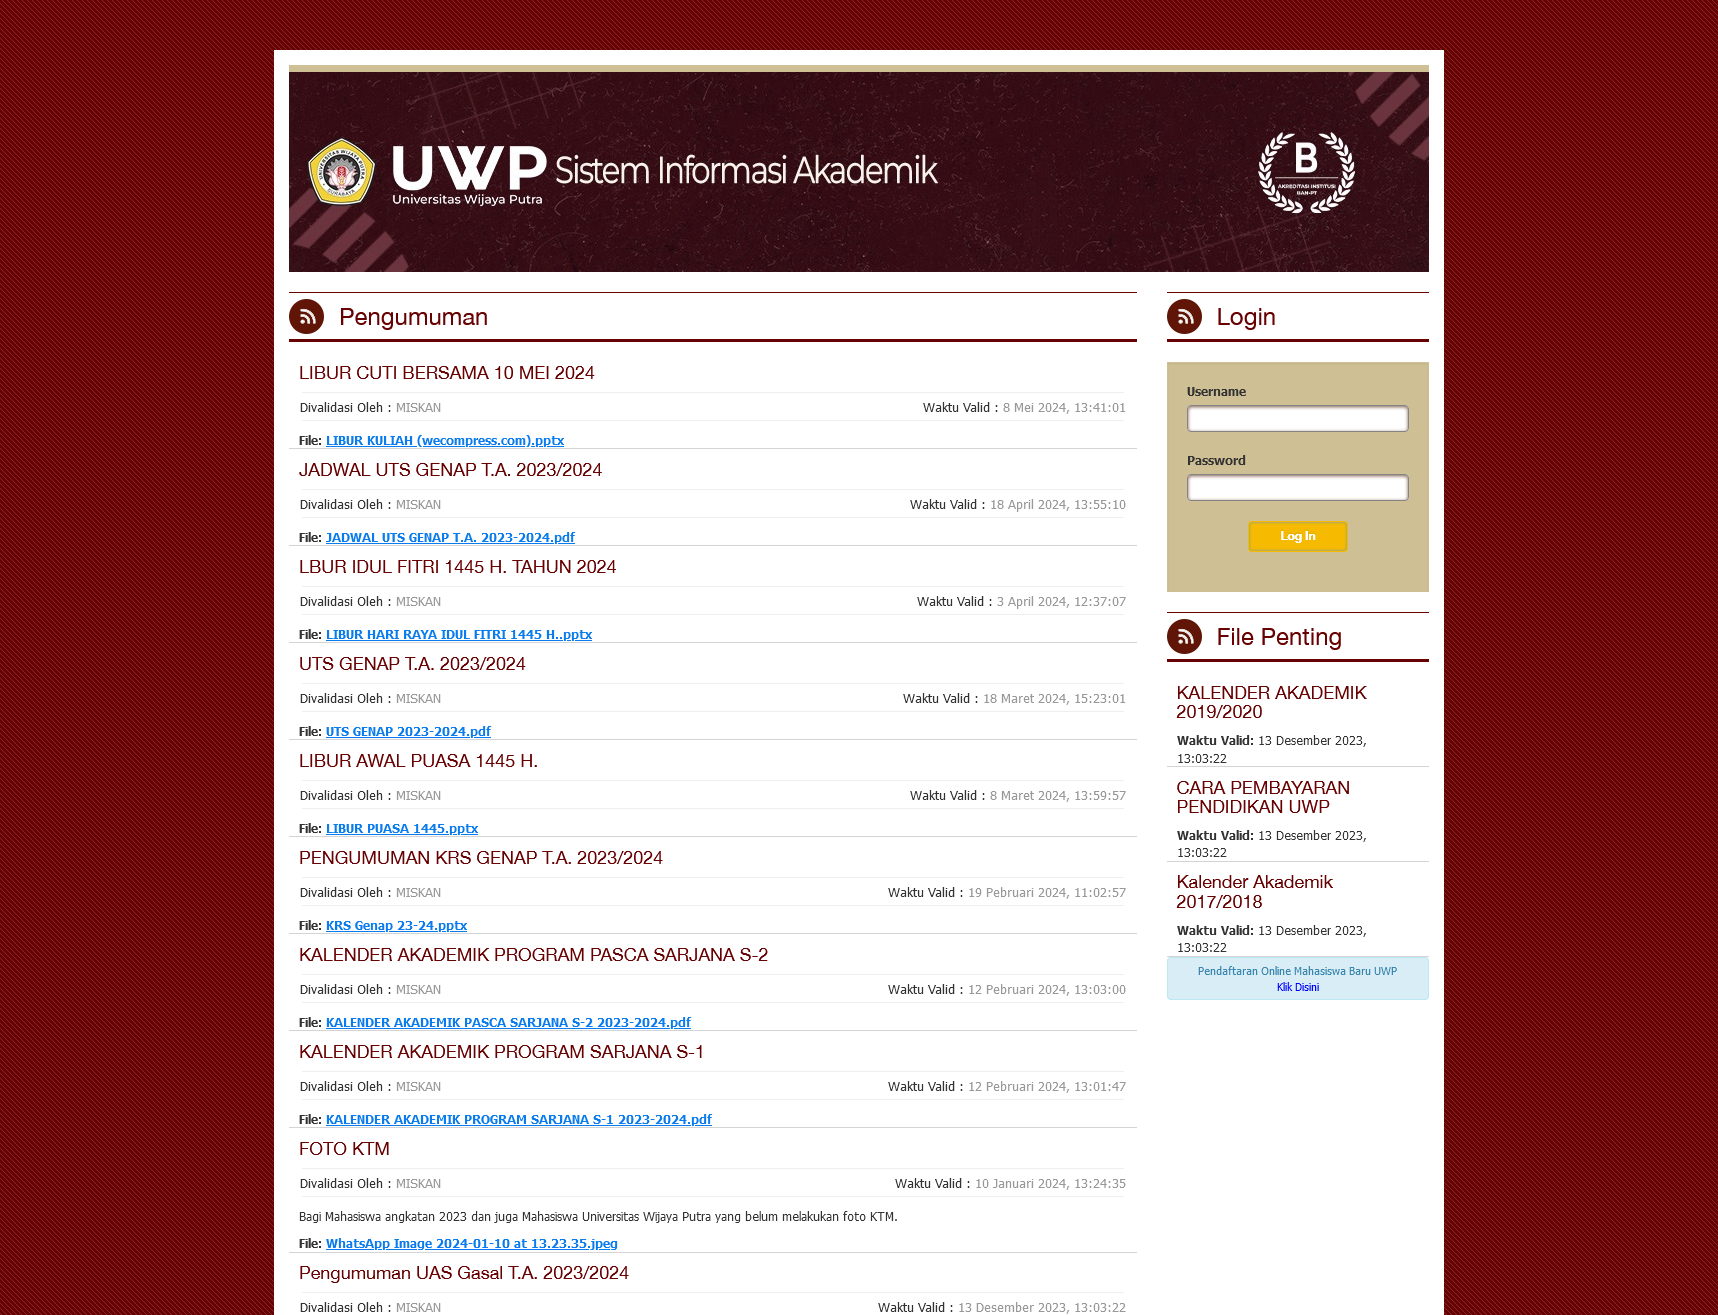 UWP Sistem Informasi Akademik
Universitas Wijaya Putra
UNIVERSITAS WIJAYA PUTRA
SURABAYA
B
AKREDITASI INSTITUSI
BAN-PT
Pengumuman
LIBUR CUTI BERSAMA 10 MEI 2024
Divalidasi Oleh : MISKAN Waktu Valid : 8 Mei 2024, 13:41:01
File: LIBUR KULIAH (wecompress.com).pptx
JADWAL UTS GENAP T.A. 2023/2024
Divalidasi Oleh : MISKAN Waktu Valid : 18 April 2024, 13:55:10
File: JADWAL UTS GENAP T.A. 2023-2024.pdf
LBUR IDUL FITRI 1445 H. TAHUN 2024
Divalidasi Oleh : MISKAN Waktu Valid : 3 April 2024, 12:37:07
File: LIBUR HARI RAYA IDUL FITRI 1445 H..pptx
UTS GENAP T.A. 2023/2024
Divalidasi Oleh : MISKAN Waktu Valid : 18 Maret 2024, 15:23:01
File: UTS GENAP 2023-2024.pdf
LIBUR AWAL PUASA 1445 H.
Divalidasi Oleh : MISKAN Waktu Valid : 8 Maret 2024, 13:59:57
File: LIBUR PUASA 1445.pptx
PENGUMUMAN KRS GENAP T.A. 2023/2024
Divalidasi Oleh : MISKAN Waktu Valid : 19 Pebruari 2024, 11:02:57
File: KRS Genap 23-24.pptx
KALENDER AKADEMIK PROGRAM PASCA SARJANA S-2
Divalidasi Oleh : MISKAN Waktu Valid : 12 Pebruari 2024, 13:03:00
File: KALENDER AKADEMIK PASCA SARJANA S-2 2023-2024.pdf
KALENDER AKADEMIK PROGRAM SARJANA S-1
Divalidasi Oleh : MISKAN Waktu Valid : 12 Pebruari 2024, 13:01:47
File: KALENDER AKADEMIK PROGRAM SARJANA S-1 2023-2024.pdf
FOTO KTM
Divalidasi Oleh : MISKAN Waktu Valid : 10 Januari 2024, 13:24:35
Bagi Mahasiswa angkatan 2023 dan juga Mahasiswa Universitas Wijaya Putra yang belum melakukan foto KTM.
File: WhatsApp Image 2024-01-10 at 13.23.35.jpeg
Pengumuman UAS Gasal T.A. 2023/2024
Divalidasi Oleh : MISKAN Waktu Valid : 13 Desember 2023, 13:03:22
Login
Username
Password
Log In
File Penting
KALENDER AKADEMIK
2019/2020
Waktu Valid: 13 Desember 2023,
13:03:22
CARA PEMBAYARAN
PENDIDIKAN UWP
Waktu Valid: 13 Desember 2023,
13:03:22
Kalender Akademik
2017/2018
Waktu Valid: 13 Desember 2023,
13:03:22
Pendaftaran Online Mahasiswa Baru UWP
Klik Disini